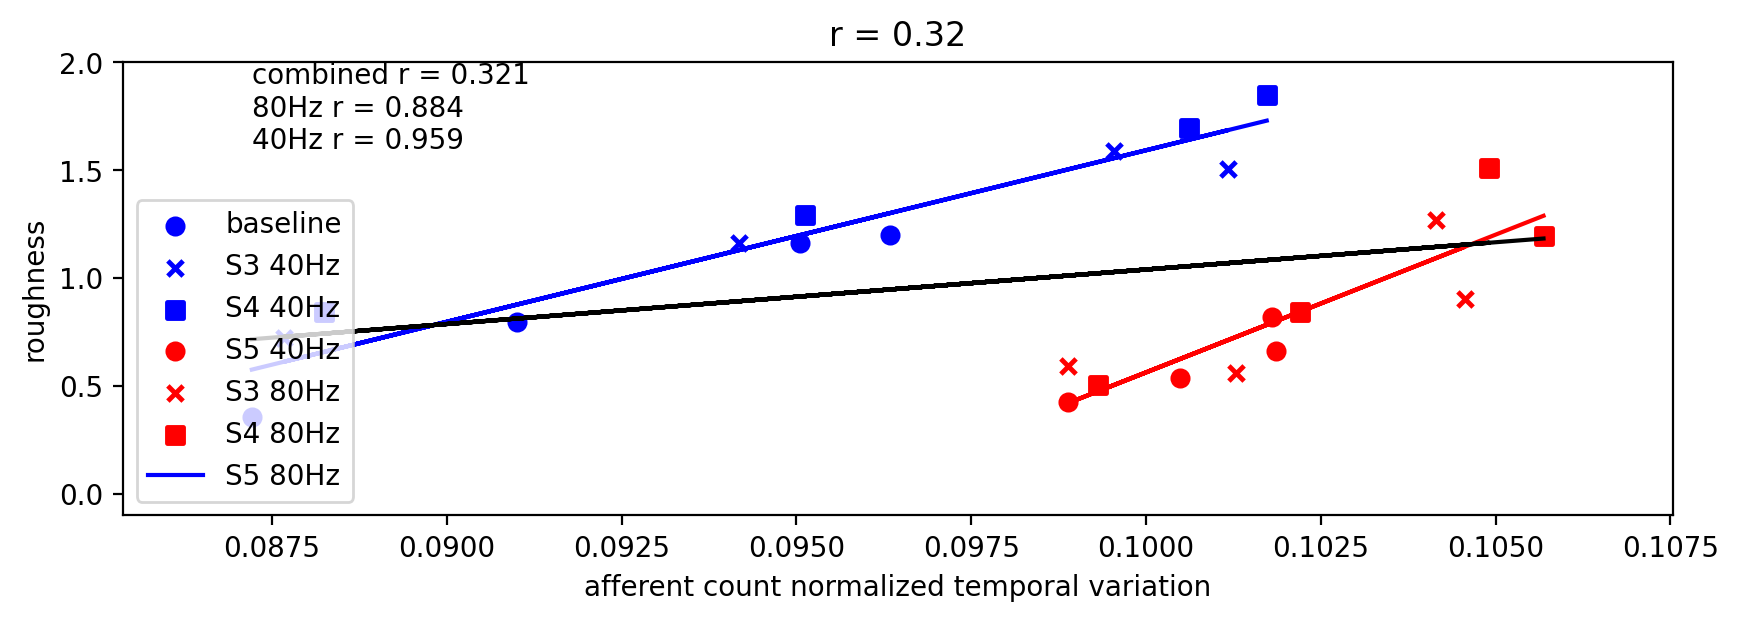 r = 0.32
combined r = 0.321
80Hz r = 0.884
40Hz r = 0.959
2.0
1.5
1.0
0.5
0.0
roughness
baseline
S3 40Hz
S4 40Hz
S5 40Hz
S3 80Hz
S4 80Hz
S5 80Hz
0.0875 0.0900 0.0925 0.0950 0.0975 0.1000 0.1025 0.1050 0.1075
afferent count normalized temporal variation